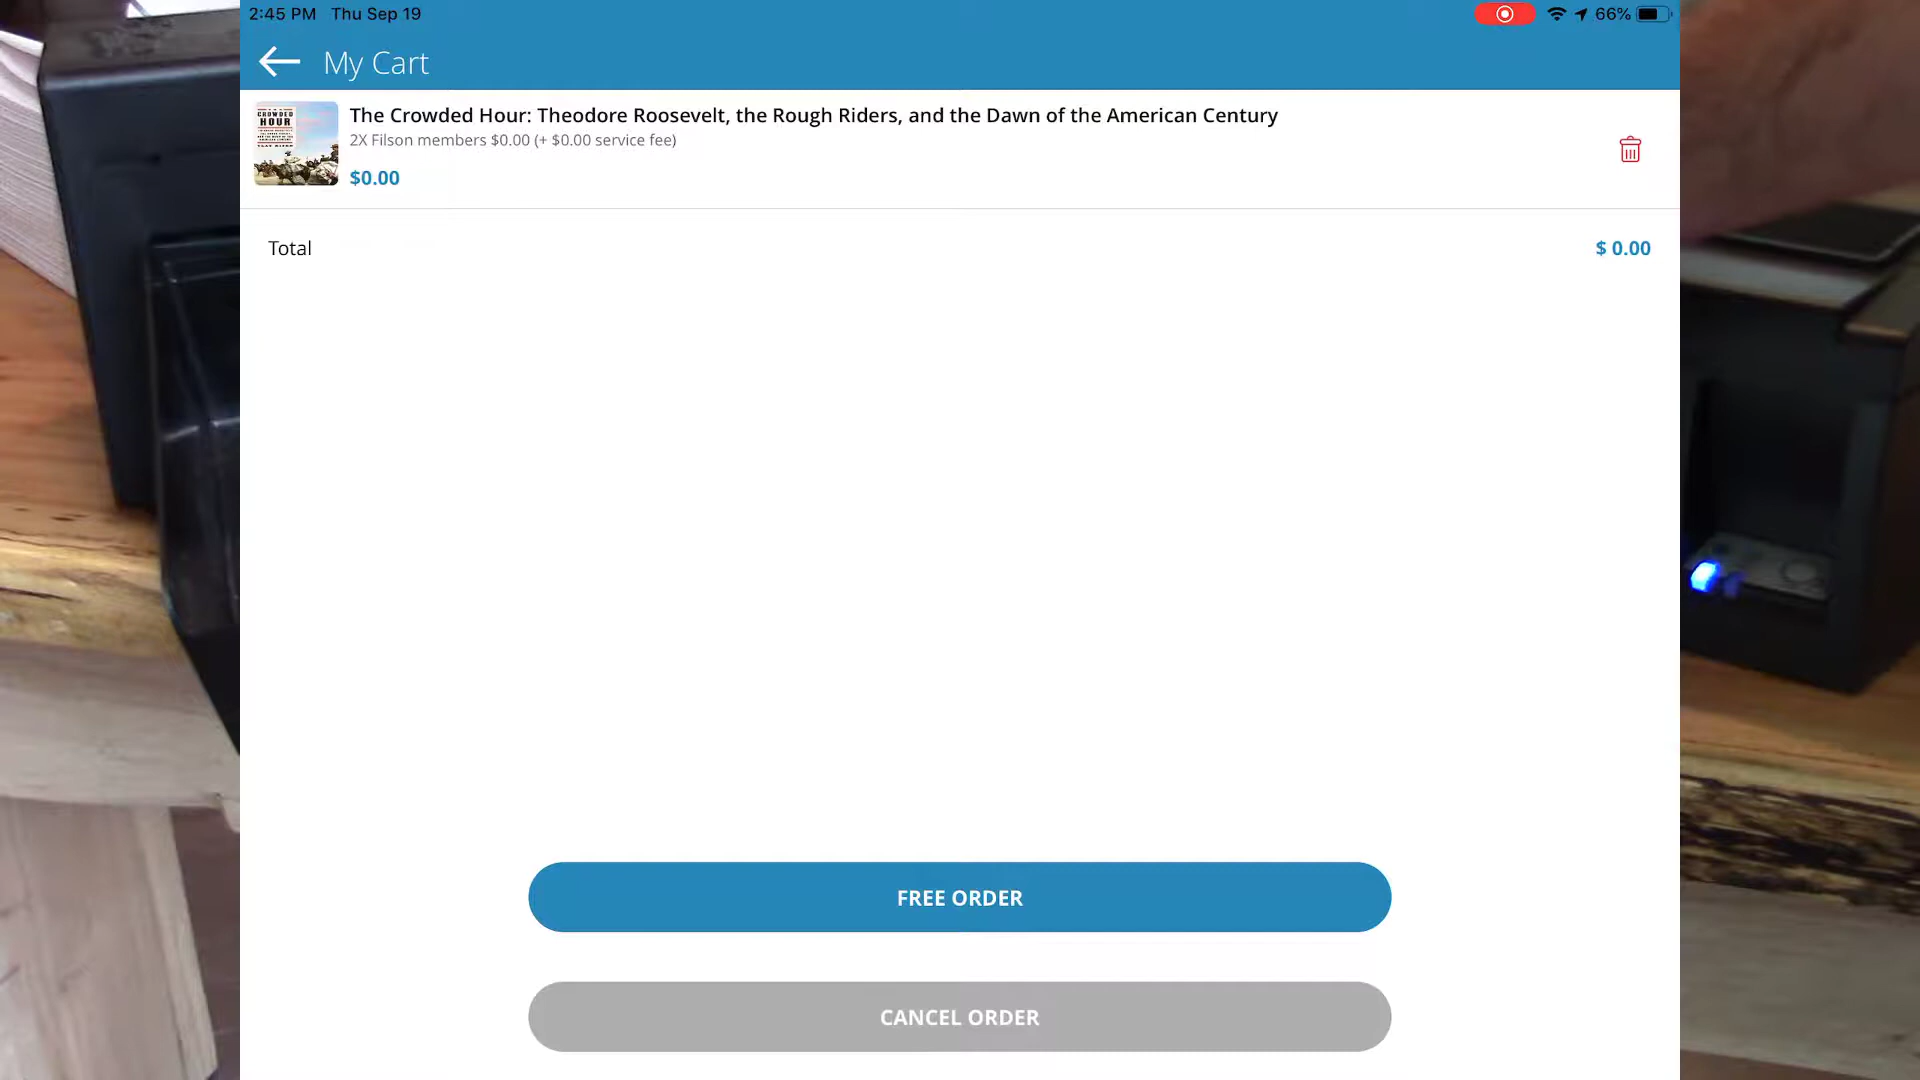 2:45 PM Thu Sep 19
66%
My Cart
CROWDED
HOUR
The Crowded Hour: Theodore Roosevelt, the Rough Riders, and the Dawn of the American Century
2X Filson members $0.00 (+ $0.00 service fee)
$0.00
Total
$ 0.00
FREE ORDER
CANCEL ORDER